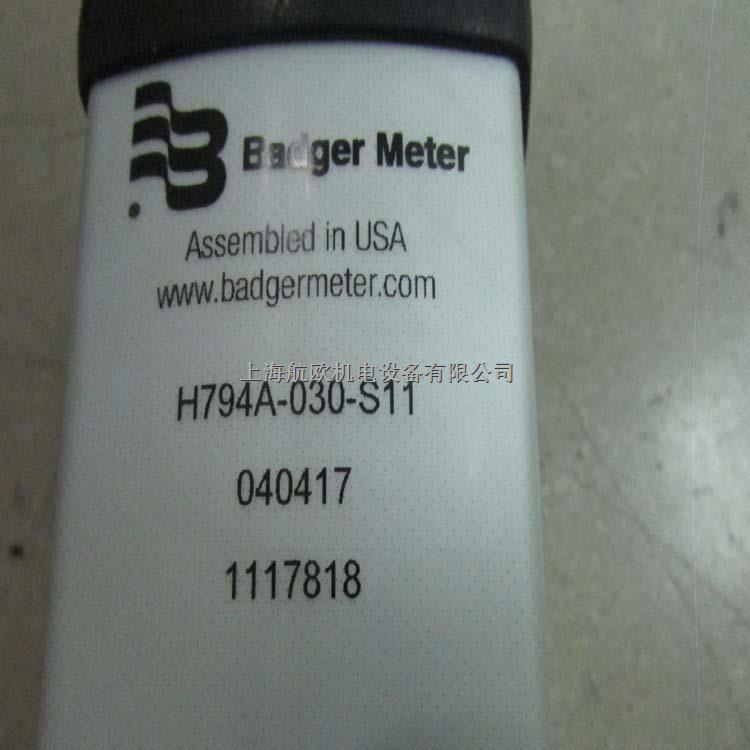 Badger Meter
Assembled in USA
www.badgermeter.com
上海航欧机电设备有限公司
H794A-030-S11
040417
1117818